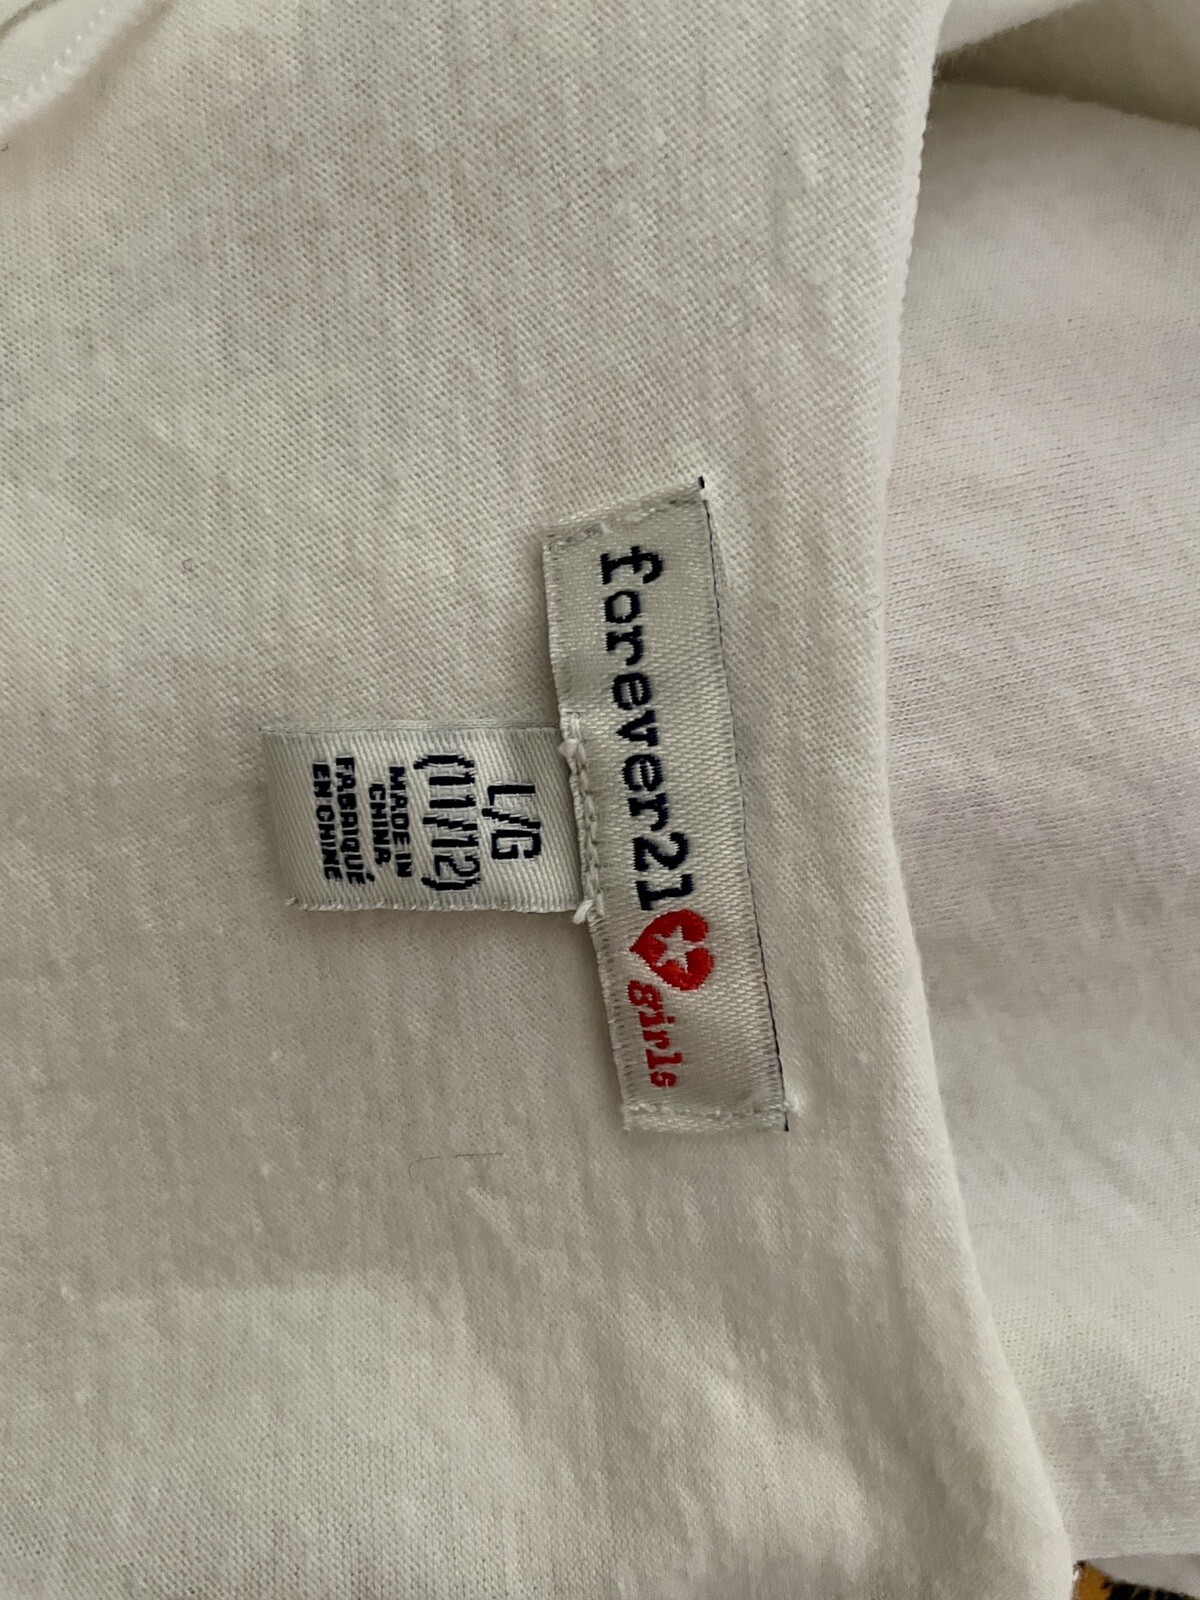 forever21 girls
L/G
(11/12)
MADE IN
CHINA
FABRIQUÉ
EN CHINE